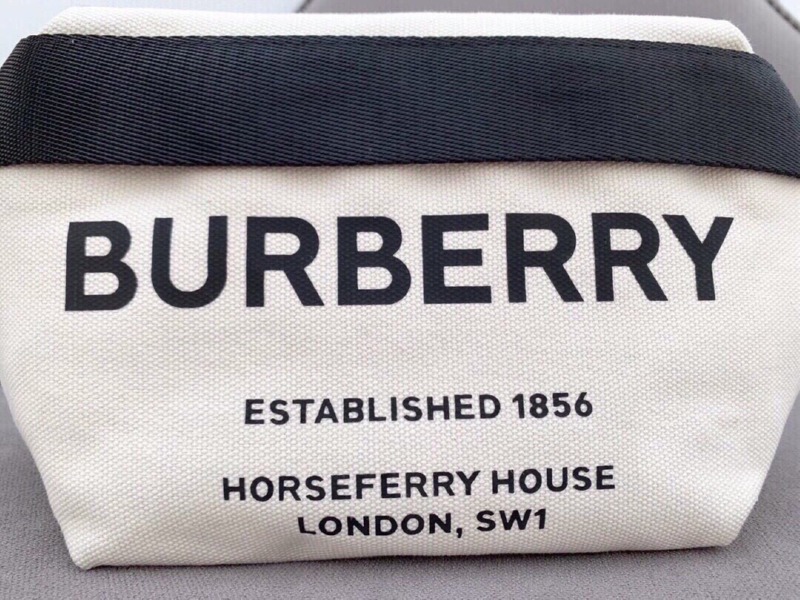 BURBERRY
ESTABLISHED 1856
HORSEFERRY HOUSE
LONDON, SW1